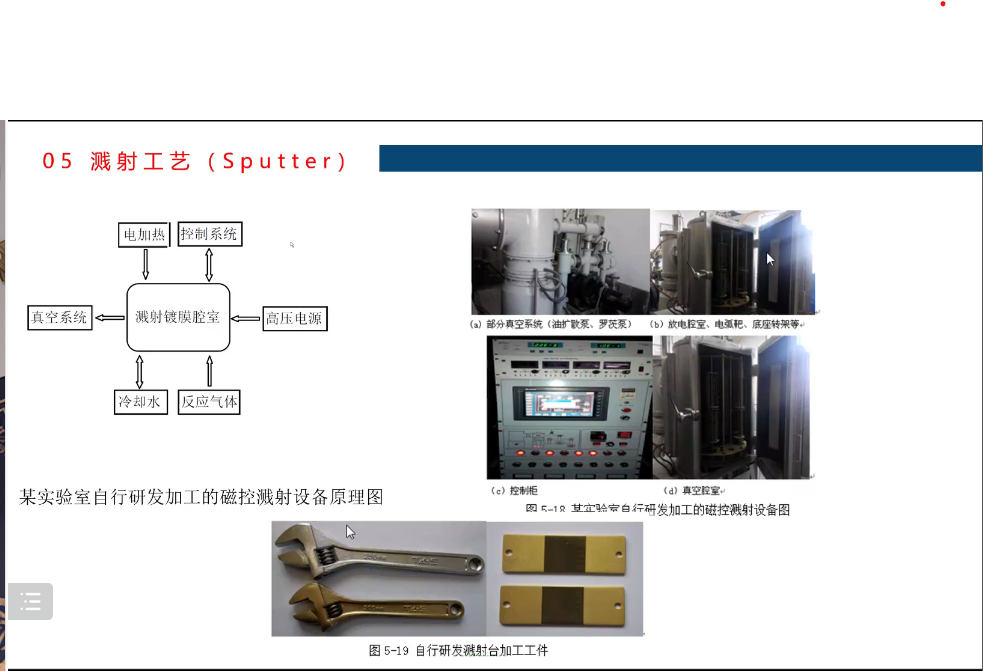 05 溅射工艺 (Sputter)
电加热
控制系统
真空系统
溅射镀膜腔室
高压电源
冷却水
反应气体
某实验室自行研发加工的磁控溅射设备原理图
(a) 部分真空系统（油扩散泵、罗茨泵）
(b) 放电腔室、电弧靶、底座转架等
(c) 控制柜
(d) 真空腔室
图 5-18 某实验室自行研发加工的磁控溅射设备图
图 5-19 自行研发溅射台加工工件